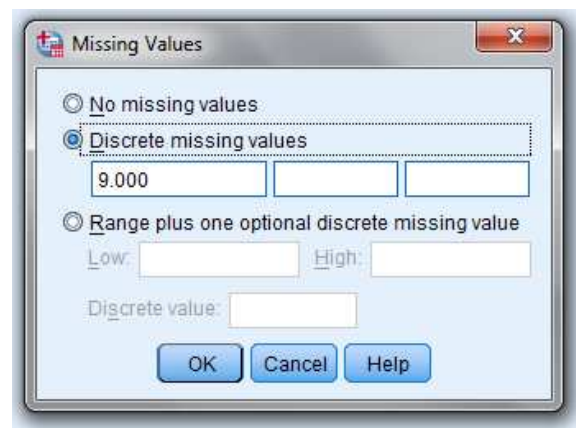 Missing Values
No missing values
Discrete missing values
9.000
Range plus one optional discrete missing value
Low: High:
Discrete value:
OK Cancel Help